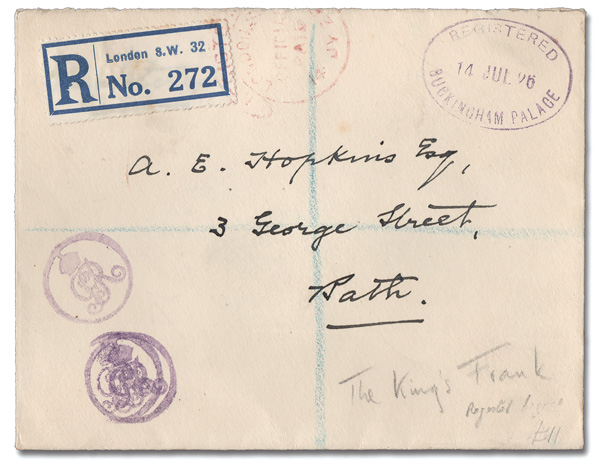 R
London S.W. 32
No. 272
REGISTERED
14 JUL 26
BUCKINGHAM PALACE
A. E. Hopkins Esq,
3 George Street,
Bath.
The King's Frank